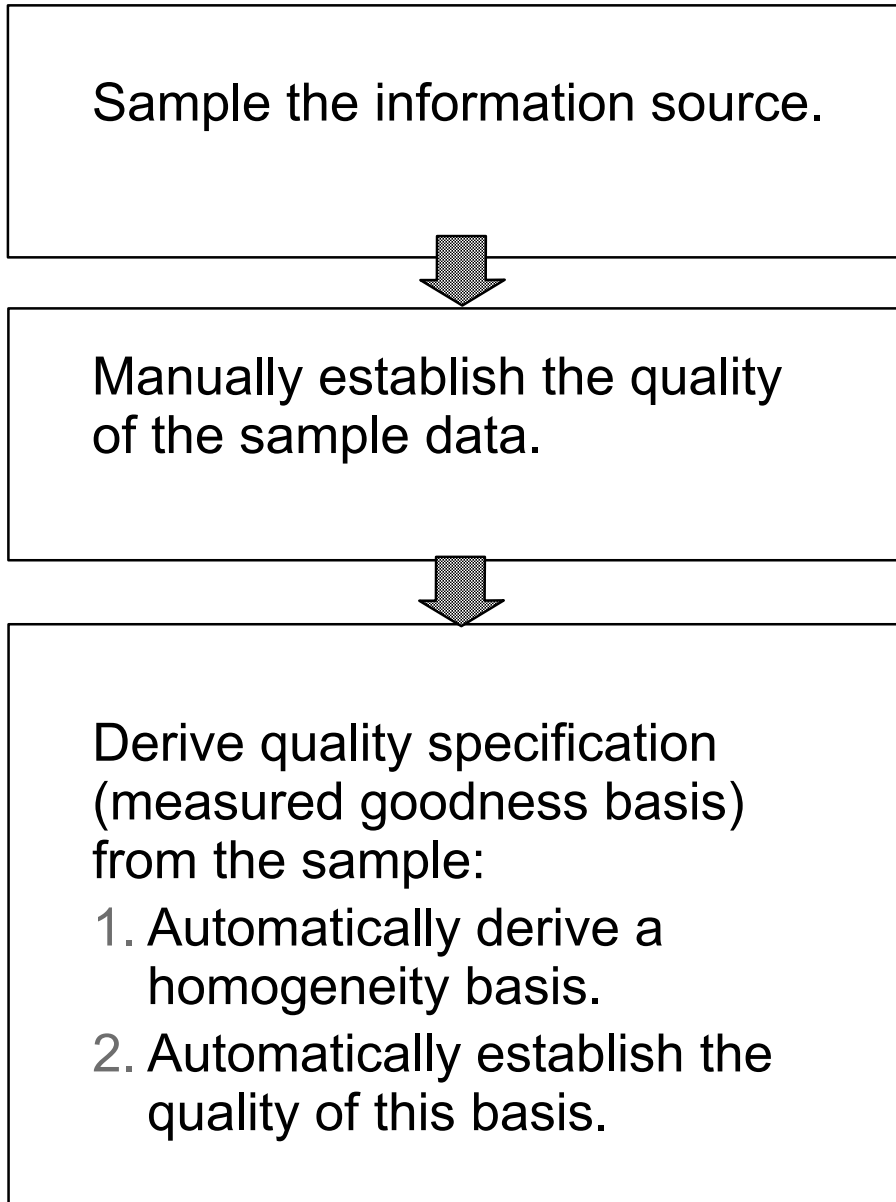 Sample the information source.
Manually establish the quality
of the sample data.
Derive quality specification
(measured goodness basis)
from the sample:
1. Automatically derive a
homogeneity basis.
2. Automatically establish the
quality of this basis.